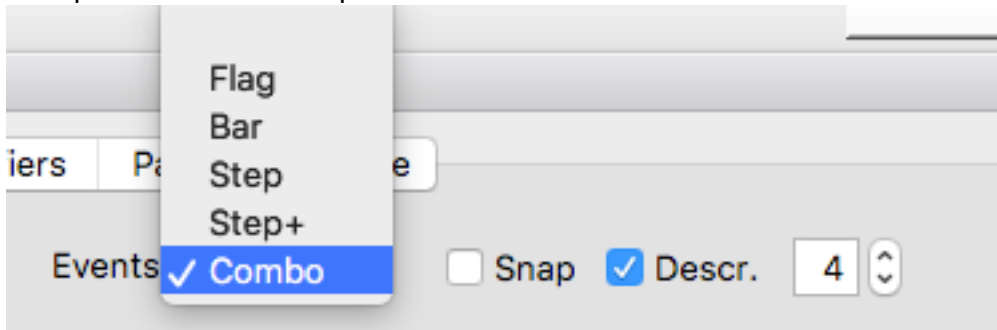 Flag
Bar
iers
Step
e
Step+
Events
Combo
Snap
Descr.
4